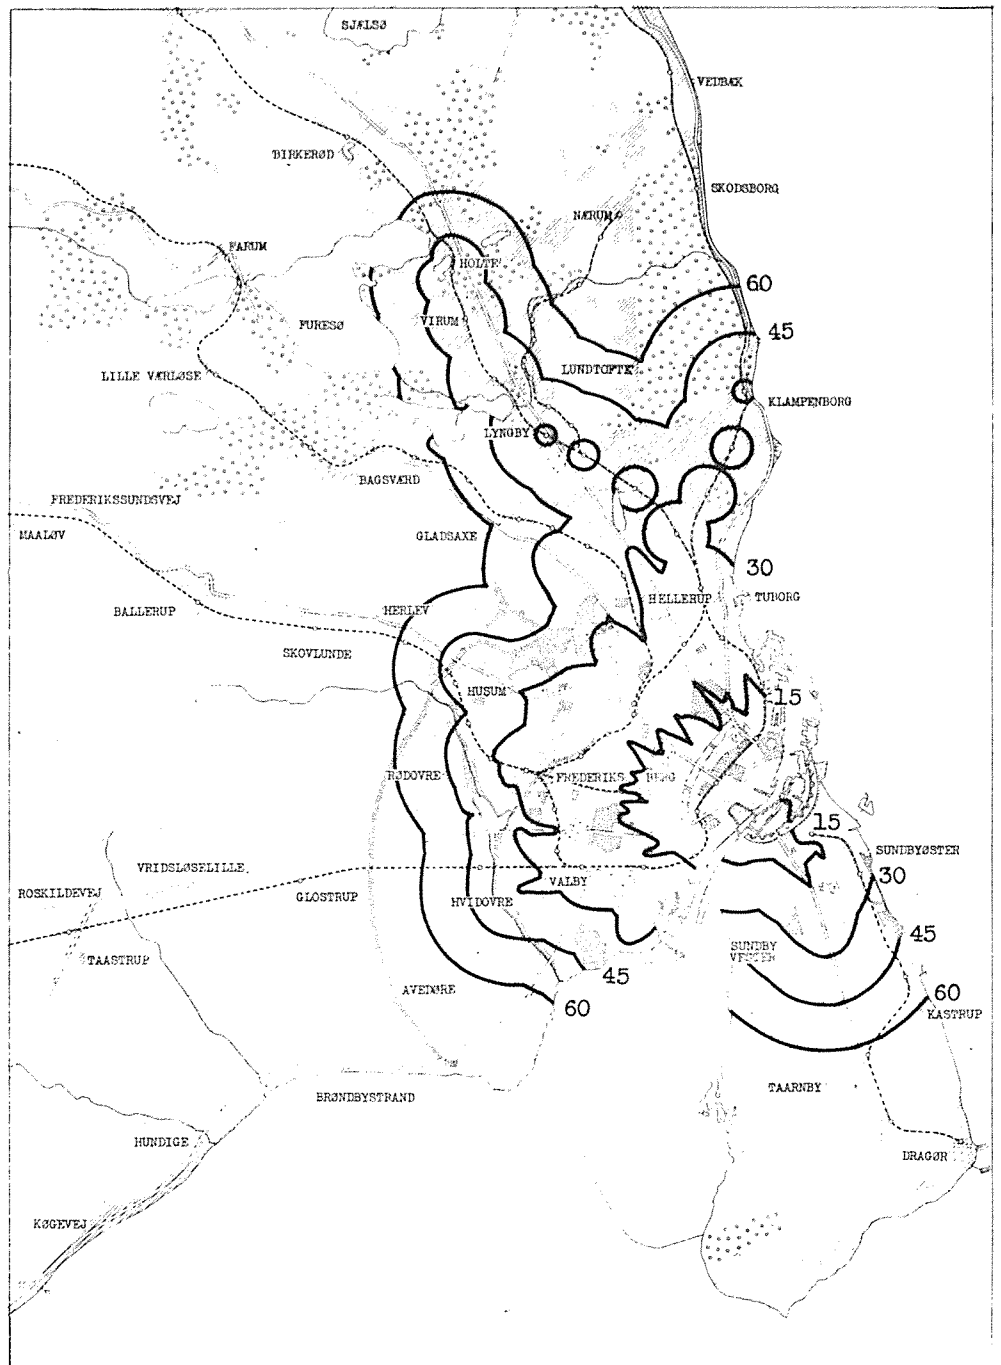 SJÆLSØ
VEDBÆK
BIRKERØD
SKODSBORG
NÆRUM
FARUM
HOLTE
60
FURESØ
VIRUM
45
LUNDTOFTE
LILLE VÆRLØSE
KLAMPENBORG
LYNGBY
BAGSVÆRD
FREDERIKSSUNDSVEJ
MAALØV
GLADSAXE
30
HELLERUP
TUBORG
BALLERUP
HERLEV
SKOVLUNDE
HUSUM
15
RØDOVRE
FREDERIKS BERG
15
SUNDBYØSTER
VRIDSLØSELILLE
30
ROSKILDEVEJ
GLOSTRUP
VALBY
HVIDOVRE
45
SUNDBY
VESTER
TAASTRUP
45
AVEDØRE
60
60
KASTRUP
TAARNBY
BRØNDBYSTRAND
HUNDIGE
DRAGØR
KØGEVEJ